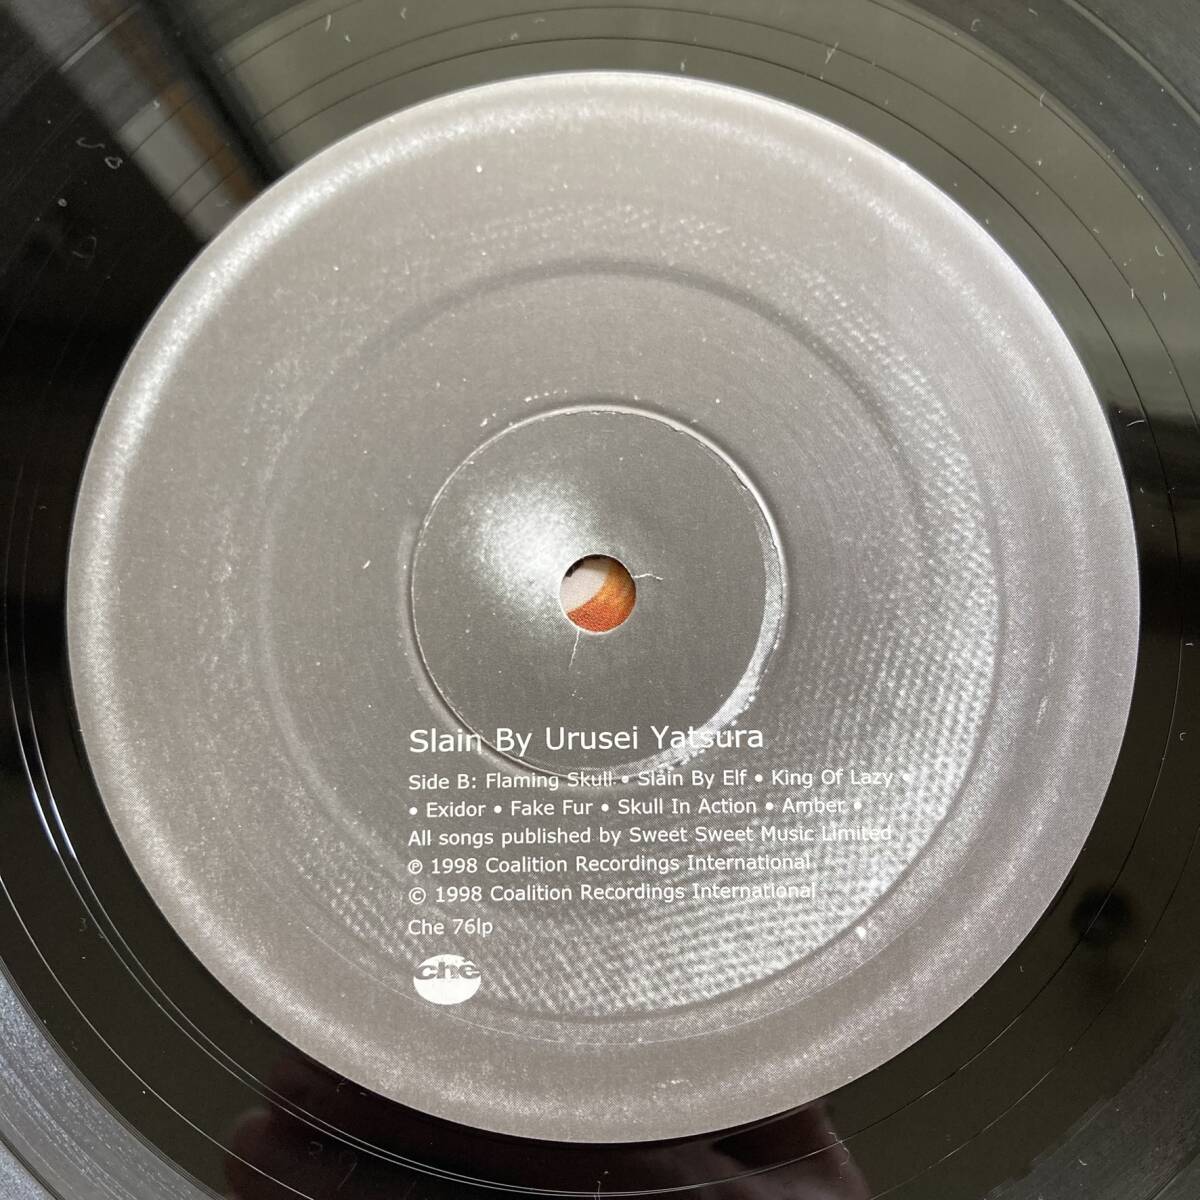 Slain By Urusei Yatsura
Side B: Flaming Skull • Slain By Elf • King Of Lazy •
• Exidor • Fake Fur • Skull In Action • Amber •
All songs published by Sweet Sweet Music Limited
℗ 1998 Coalition Recordings International
© 1998 Coalition Recordings International
Che 76lp
chè